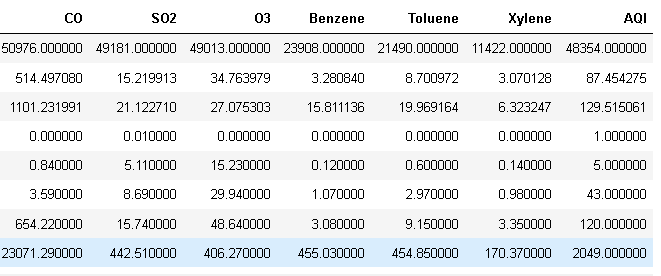 CO SO2 O3 Benzene Toluene Xylene AQI
50976.000000 49181.000000 49013.000000 23908.000000 21490.000000 11422.000000 48354.000000
514.497080 15.219913 34.763979 3.280840 8.700972 3.070128 87.454275
1101.231991 21.122710 27.075303 15.811136 19.969164 6.323247 129.515061
0.000000 0.010000 0.000000 0.000000 0.000000 0.000000 1.000000
0.840000 5.110000 15.230000 0.120000 0.600000 0.140000 5.000000
3.590000 8.690000 29.940000 1.070000 2.970000 0.980000 43.000000
654.220000 15.740000 48.640000 3.080000 9.150000 3.350000 120.000000
23071.290000 442.510000 406.270000 455.030000 454.850000 170.370000 2049.000000